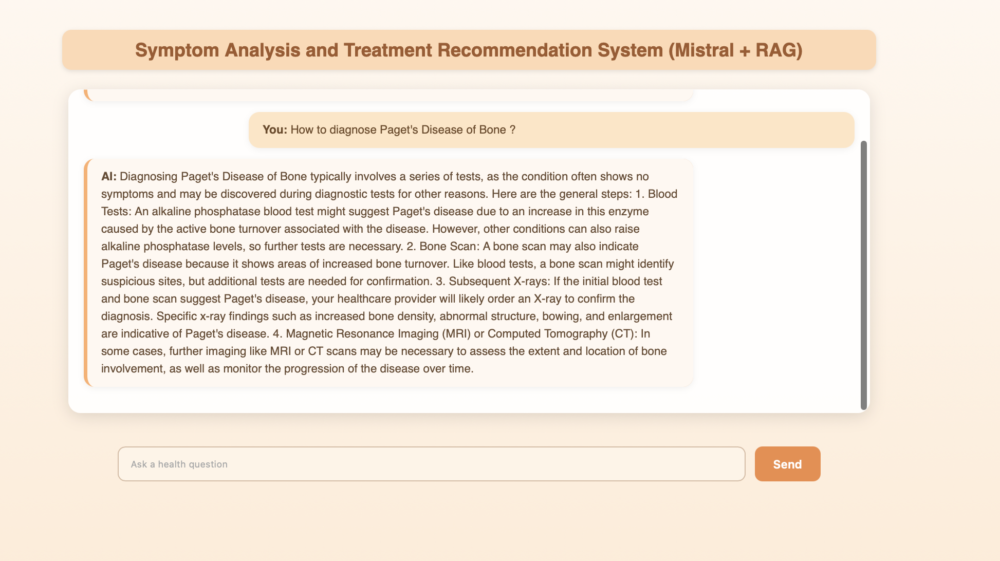 Symptom Analysis and Treatment Recommendation System (Mistral + RAG)
You: How to diagnose Paget's Disease of Bone ?
AI: Diagnosing Paget's Disease of Bone typically involves a series of tests, as the condition often shows no
symptoms and may be discovered during diagnostic tests for other reasons. Here are the general steps: 1. Blood
Tests: An alkaline phosphatase blood test might suggest Paget's disease due to an increase in this enzyme
caused by the active bone turnover associated with the disease. However, other conditions can also raise
alkaline phosphatase levels, so further tests are necessary. 2. Bone Scan: A bone scan may also indicate
Paget's disease because it shows areas of increased bone turnover. Like blood tests, a bone scan might identify
suspicious sites, but additional tests are needed for confirmation. 3. Subsequent X-rays: If the initial blood test
and bone scan suggest Paget's disease, your healthcare provider will likely order an X-ray to confirm the
diagnosis. Specific x-ray findings such as increased bone density, abnormal structure, bowing, and enlargement
are indicative of Paget's disease. 4. Magnetic Resonance Imaging (MRI) or Computed Tomography (CT): In
some cases, further imaging like MRI or CT scans may be necessary to assess the extent and location of bone
involvement, as well as monitor the progression of the disease over time.
Ask a health question
Send